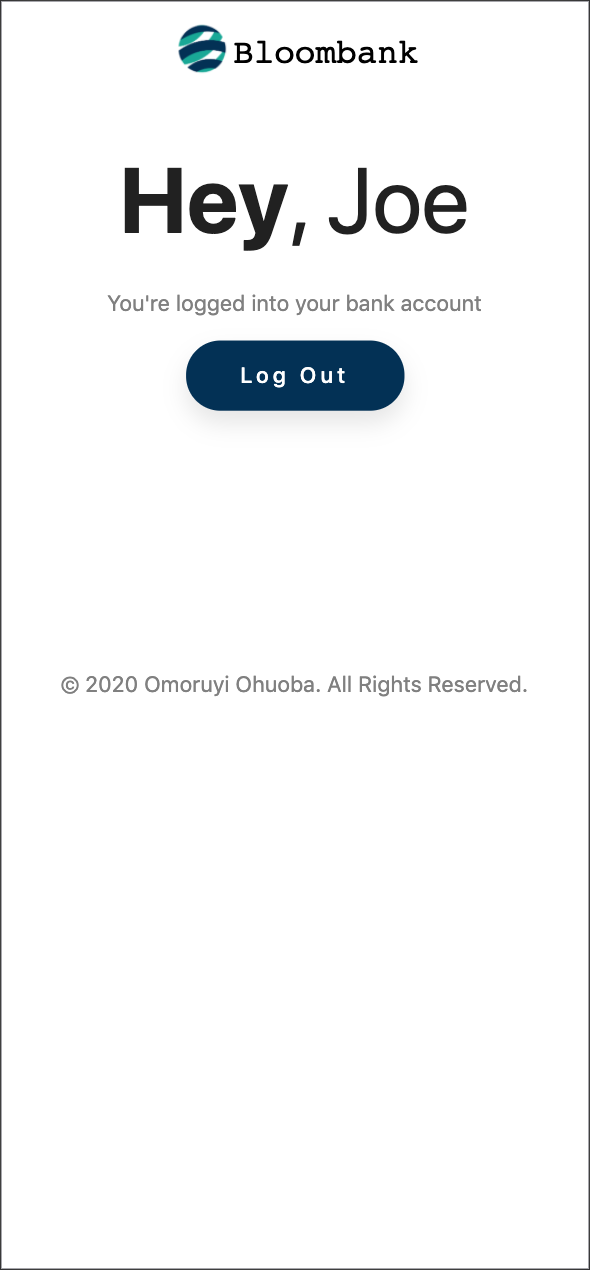 Bloombank
Hey, Joe
You're logged into your bank account
Log Out
© 2020 Omoruyi Ohuoba. All Rights Reserved.